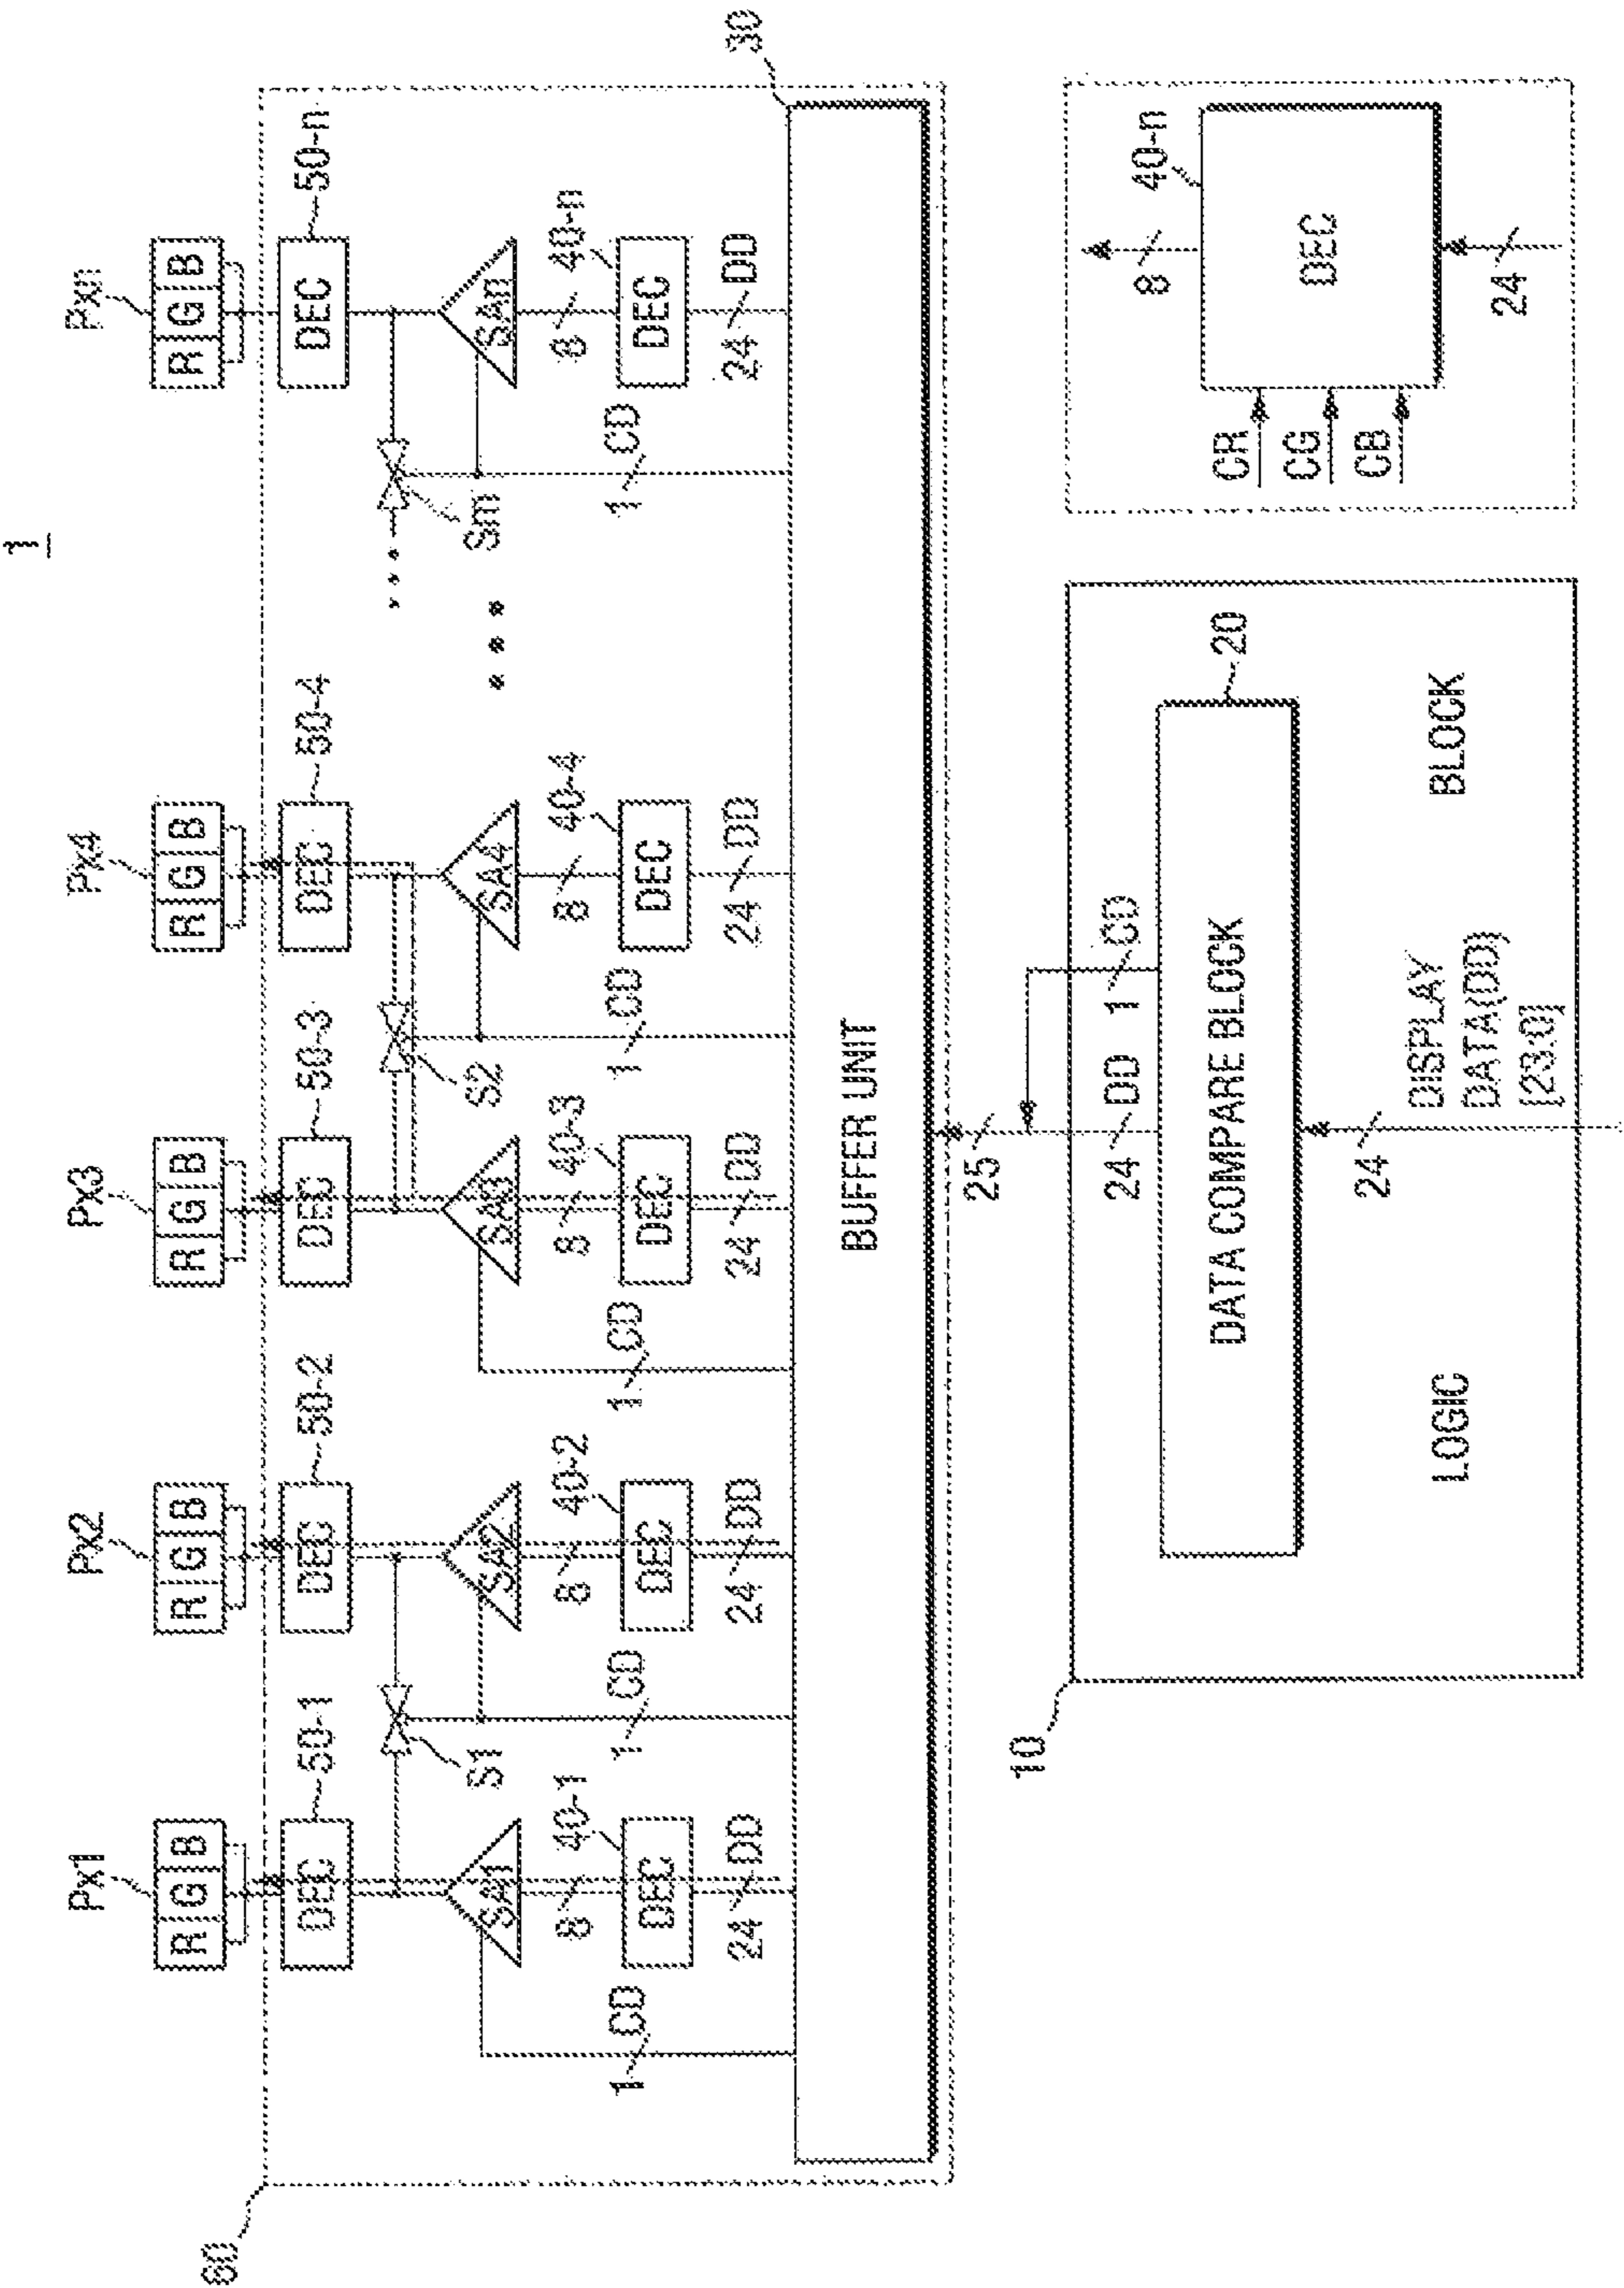 1
Px1
Px2
Px3
Px4
Pxn
R G B
R G B
R G B
R G B
R G B
50-1
50-2
50-3
50-4
50-n
DEC
DEC
DEC
DEC
DEC
S1
S2
Sm
SA1
SA2
SA3
SA4
SAn
1 CD
1 CD
1 CD
1 CD
1 CD
8
8
8
8
8
40-1
40-2
40-3
40-4
40-n
DEC
DEC
DEC
DEC
DEC
24 DD
24 DD
24 DD
24 DD
24 DD
BUFFER UNIT
30
25
10
24 DD
1 CD
DATA COMPARE BLOCK
20
24
DISPLAY
DATA(DD)
[23:0]
LOGIC
BLOCK
8
40-n
CR
CG
CB
DEC
24